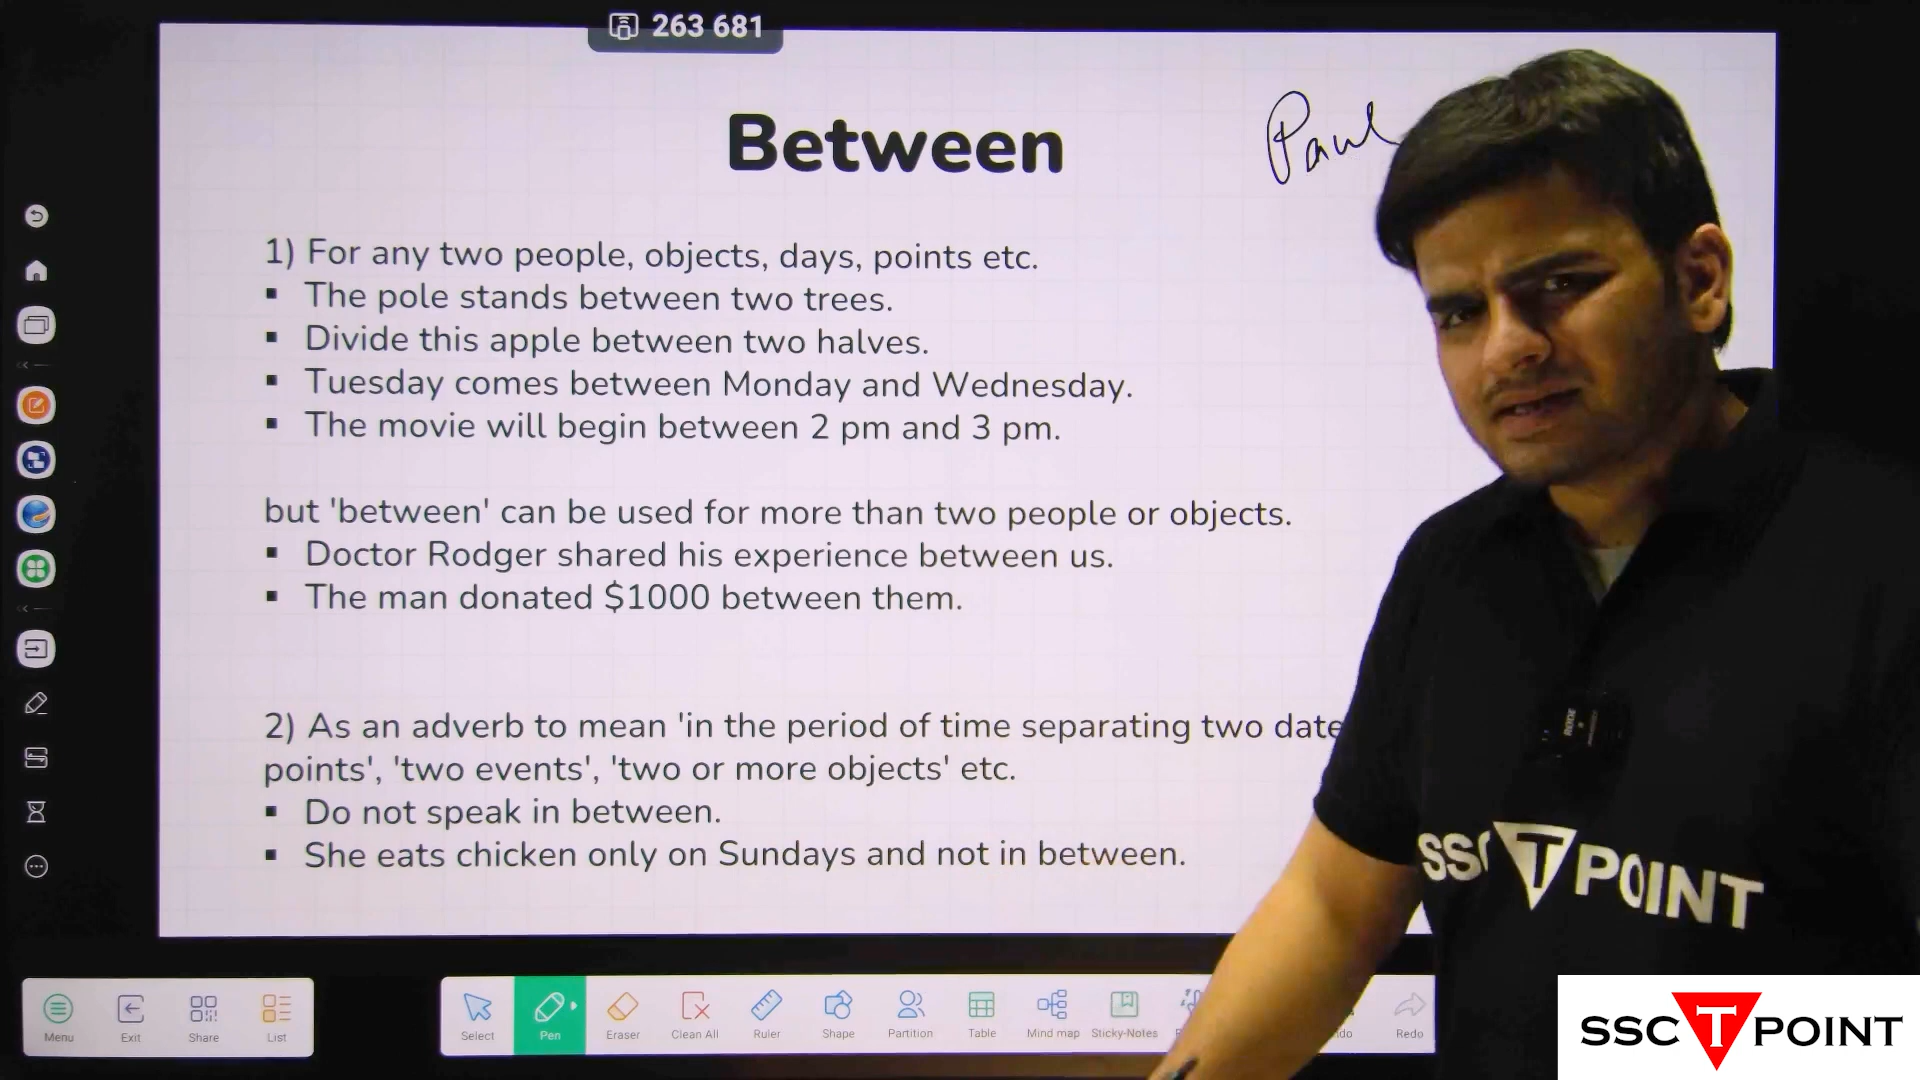 263 681
Between
Paul
1) For any two people, objects, days, points etc.
▪ The pole stands between two trees.
▪ Divide this apple between two halves.
▪ Tuesday comes between Monday and Wednesday.
▪ The movie will begin between 2 pm and 3 pm.
but 'between' can be used for more than two people or objects.
▪ Doctor Rodger shared his experience between us.
▪ The man donated $1000 between them.
2) As an adverb to mean 'in the period of time separating two date
points', 'two events', 'two or more objects' etc.
▪ Do not speak in between.
▪ She eats chicken only on Sundays and not in between.
RODE
SSC T POINT
Menu Exit Share List Select Pen Eraser Clean All Ruler Shape Partition Table Mind map Sticky-Notes Redo
SSC T POINT